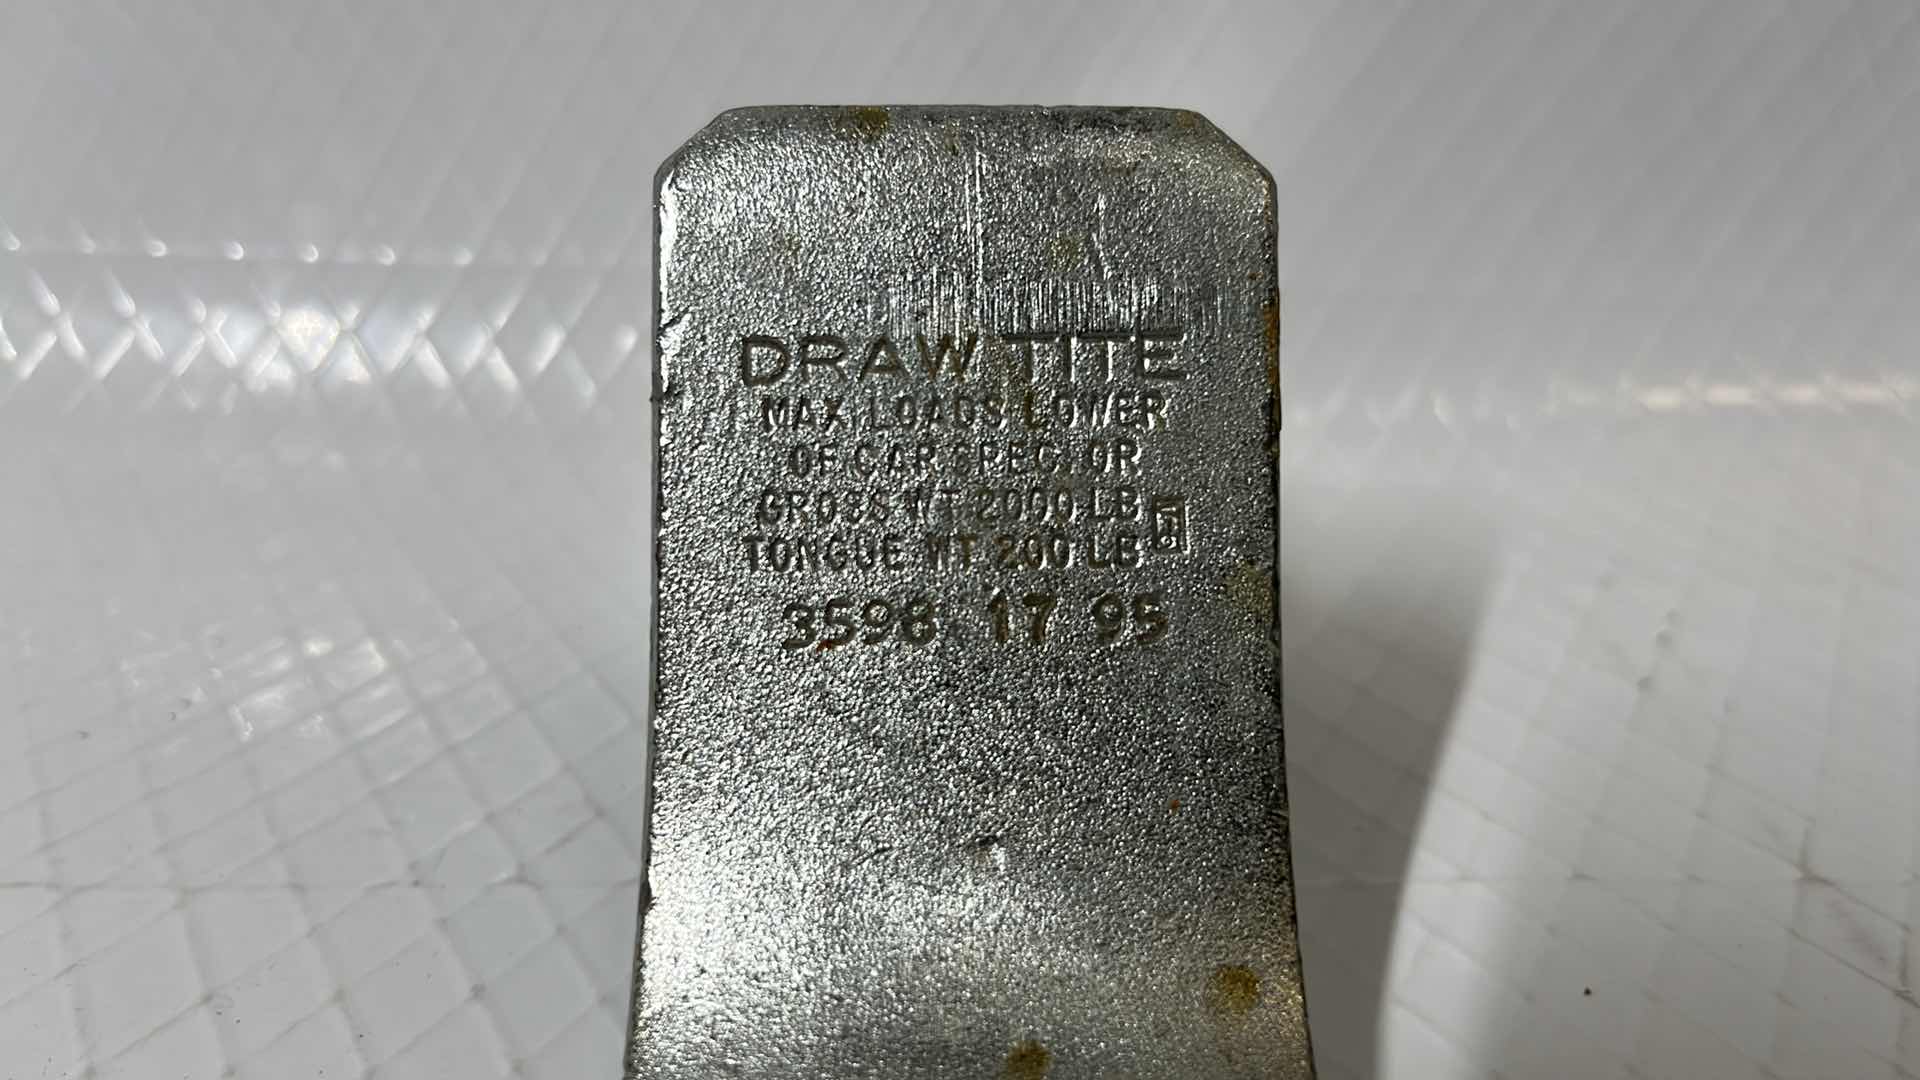 DRAW TITE
MAX LOADS LOWER
OF CAR SPEC. OR
GROSS WT 2000 LB
TONGUE WT 200 LB
3598 17 95